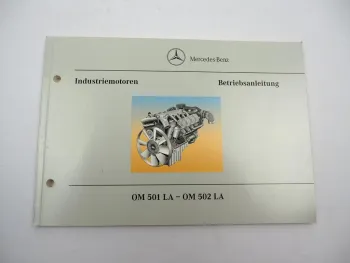 Mercedes-Benz
Industriemotoren Betriebsanleitung
OM 501 LA – OM 502 LA